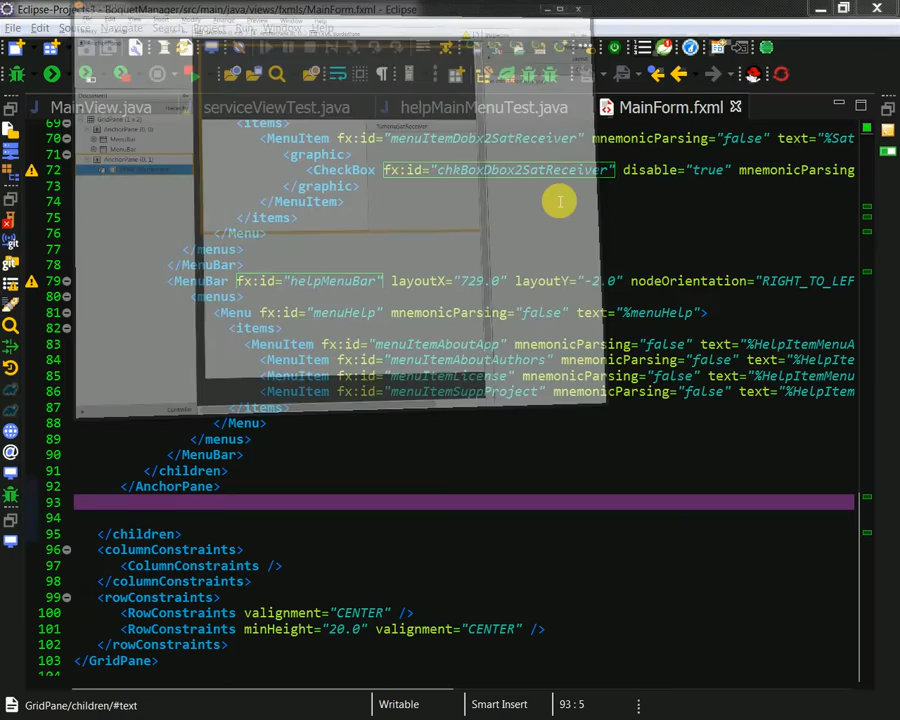 Eclipse-Projects3 - BoquetManager/src/main/java/views/fxmls/MainForm.fxml - Eclipse
File Edit Source Navigate Search Project Run Window Help
MainView.java serviceViewTest.java helpMainMenuTest.java MainForm.fxml
69 <items>
70 <MenuItem fx:id="menuItemDobx2SatReceiver" mnemonicParsing="false" text="%Sat
71 <graphic>
72 <CheckBox fx:id="chkBoxDbox2SatReceiver" disable="true" mnemonicParsing
73 </graphic>
74 </MenuItem>
75 </items>
76 </Menu>
77 </menus>
78 </MenuBar>
79 <MenuBar fx:id="helpMenuBar" layoutX="729.0" layoutY="-2.0" nodeOrientation="RIGHT_TO_LEF
80 <menus>
81 <Menu fx:id="menuHelp" mnemonicParsing="false" text="%menuHelp">
82 <items>
83 <MenuItem fx:id="menuItemAboutApp" mnemonicParsing="false" text="%HelpItemMenuA
84 <MenuItem fx:id="menuItemAboutAuthors" mnemonicParsing="false" text="%HelpIte
85 <MenuItem fx:id="menuItemLicense" mnemonicParsing="false" text="%HelpItemMenu
86 <MenuItem fx:id="menuItemSuppProject" mnemonicParsing="false" text="%HelpItem
87 </items>
88 </Menu>
89 </menus>
90 </MenuBar>
91 </children>
92 </AnchorPane>
93
94
95 </children>
96 <columnConstraints>
97 <ColumnConstraints />
98 </columnConstraints>
99 <rowConstraints>
100 <RowConstraints valignment="CENTER" />
101 <RowConstraints minHeight="20.0" valignment="CENTER" />
102 </rowConstraints>
103 </GridPane>
104
GridPane/children/#text Writable Smart Insert 93 : 5